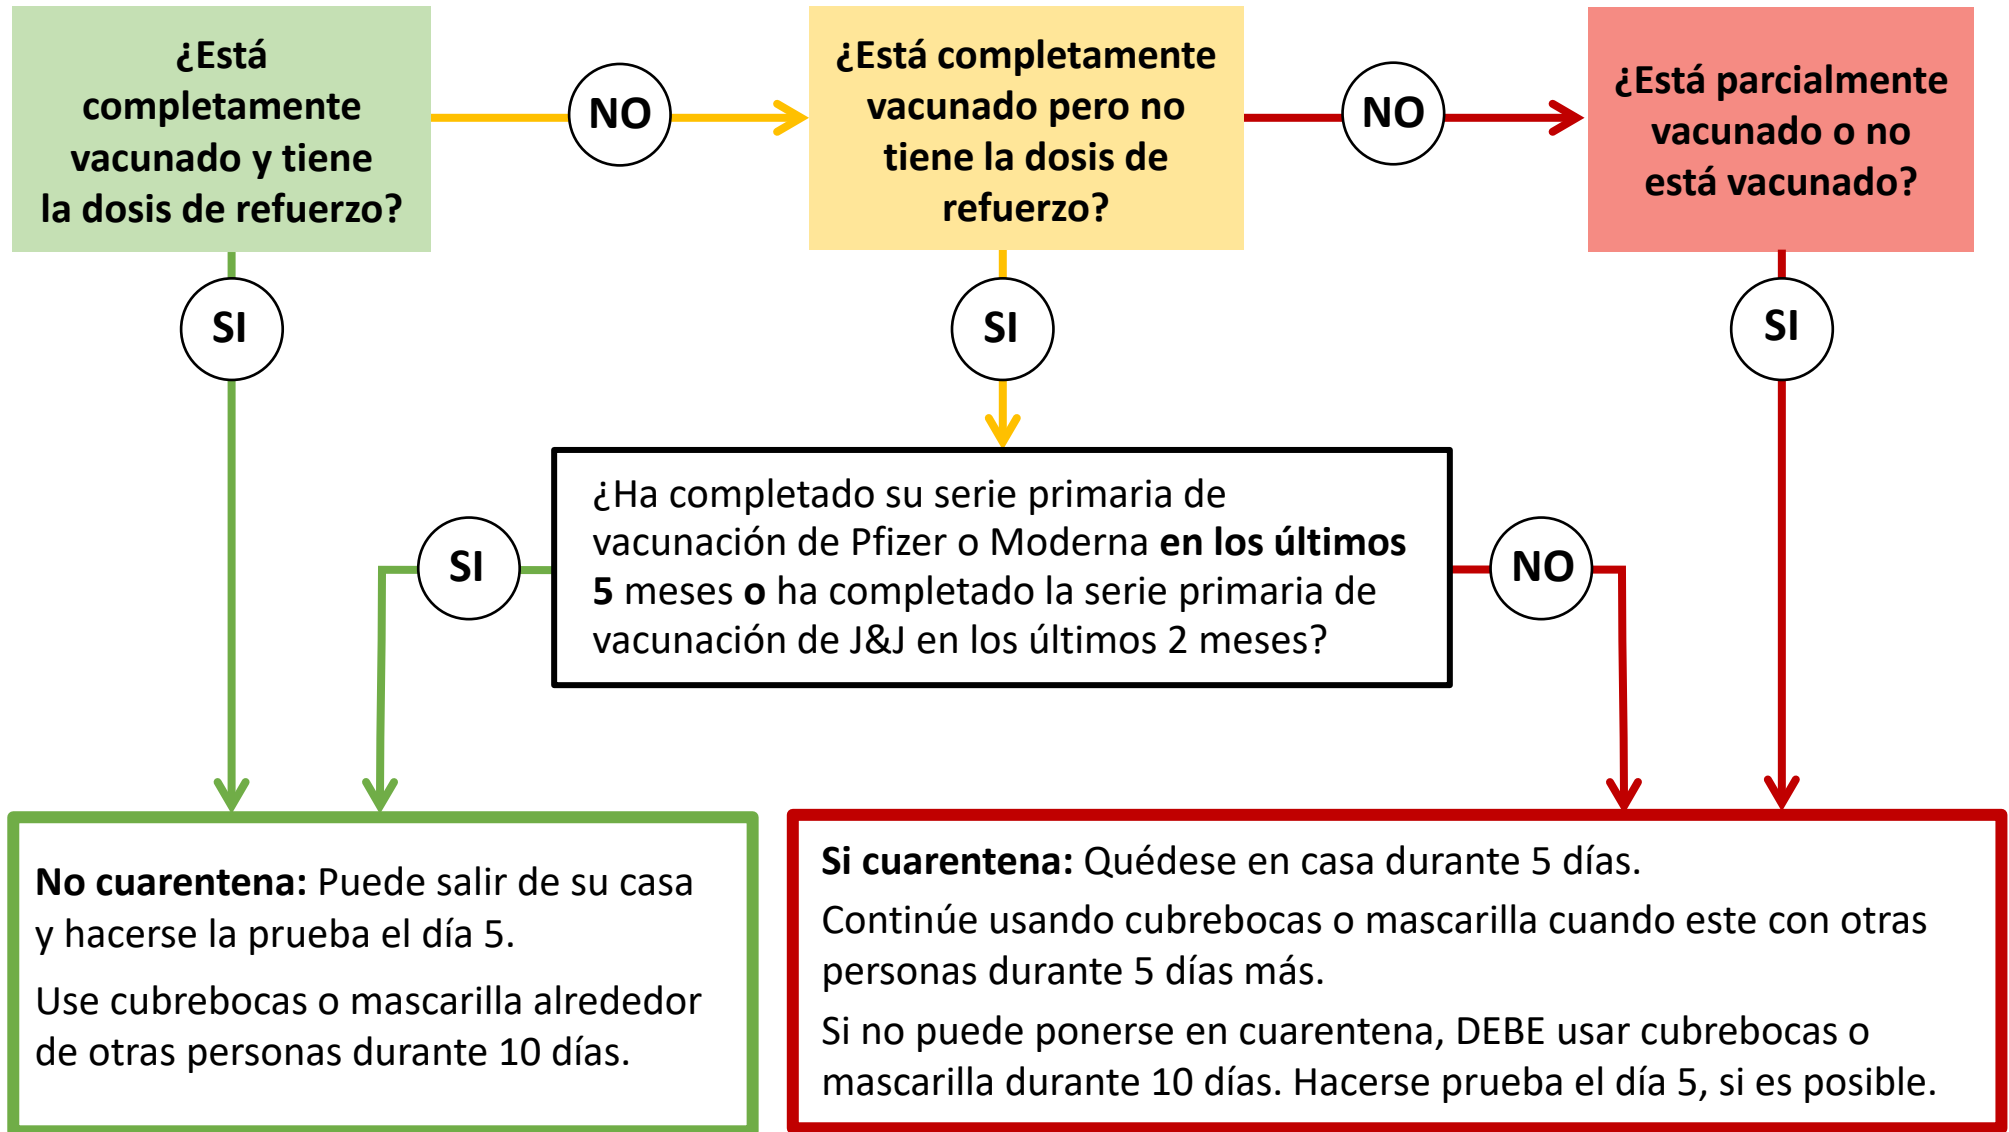 ¿Está
completamente
vacunado y tiene
la dosis de refuerzo?
NO
¿Está completamente
vacunado pero no
tiene la dosis de
refuerzo?
NO
¿Está parcialmente
vacunado o no
está vacunado?
SI
SI
SI
¿Ha completado su serie primaria de
vacunación de Pfizer o Moderna en los últimos
5 meses o ha completado la serie primaria de
vacunación de J&J en los últimos 2 meses?
SI
NO
No cuarentena: Puede salir de su casa
y hacerse la prueba el día 5.
Use cubrebocas o mascarilla alrededor
de otras personas durante 10 días.
Si cuarentena: Quédese en casa durante 5 días.
Continúe usando cubrebocas o mascarilla cuando este con otras
personas durante 5 días más.
Si no puede ponerse en cuarentena, DEBE usar cubrebocas o
mascarilla durante 10 días. Hacerse prueba el día 5, si es posible.